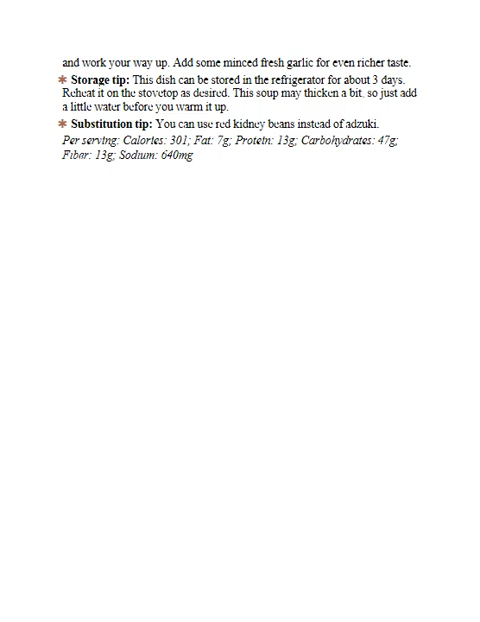 and work your way up. Add some minced fresh garlic for even richer taste.
* Storage tip: This dish can be stored in the refrigerator for about 3 days.
Reheat it on the stovetop as desired. This soup may thicken a bit, so just add
a little water before you warm it up.
* Substitution tip: You can use red kidney beans instead of adzuki.
Per serving: Calories: 301; Fat: 7g; Protein: 13g; Carbohydrates: 47g;
Fiber: 13g; Sodium: 640mg